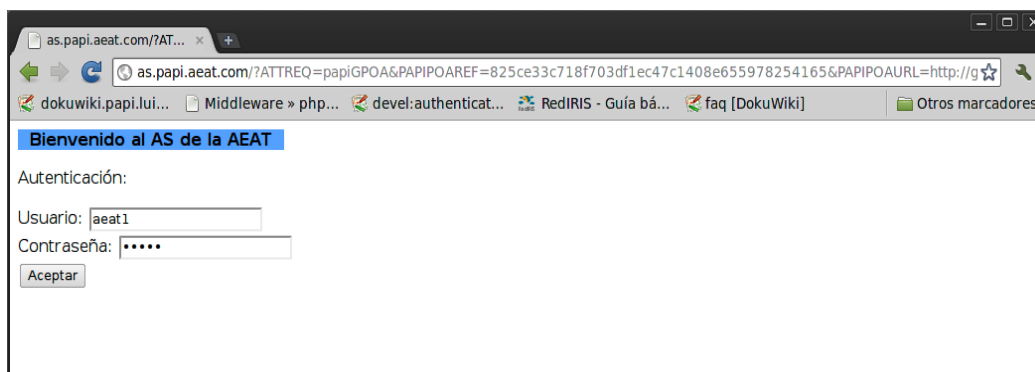 as.papi.aeat.com/?AT...
as.papi.aeat.com/?ATTREQ=papiGPOA&PAPIPOAREF=825ce33c718f703df1ec47c1408e655978254165&PAPIPOAURL=http://g
dokuwiki.papi.lui... Middleware » php... devel:authenticat... RedIRIS - Guía bá... faq [DokuWiki] Otros marcadores
Bienvenido al AS de la AEAT
Autenticación:
Usuario: aeat1
Contraseña: •••••
Aceptar